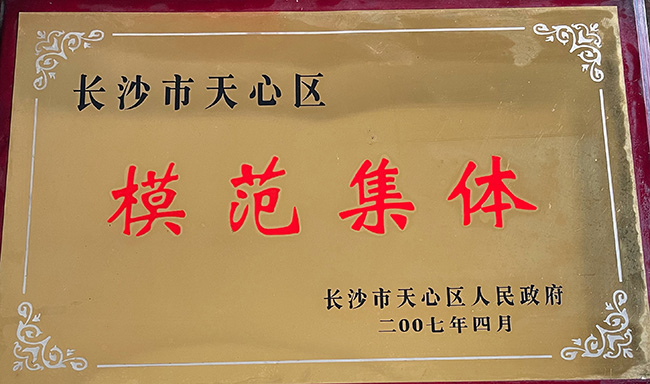 长沙市天心区
模范集体
长沙市天心区人民政府
二00七年四月